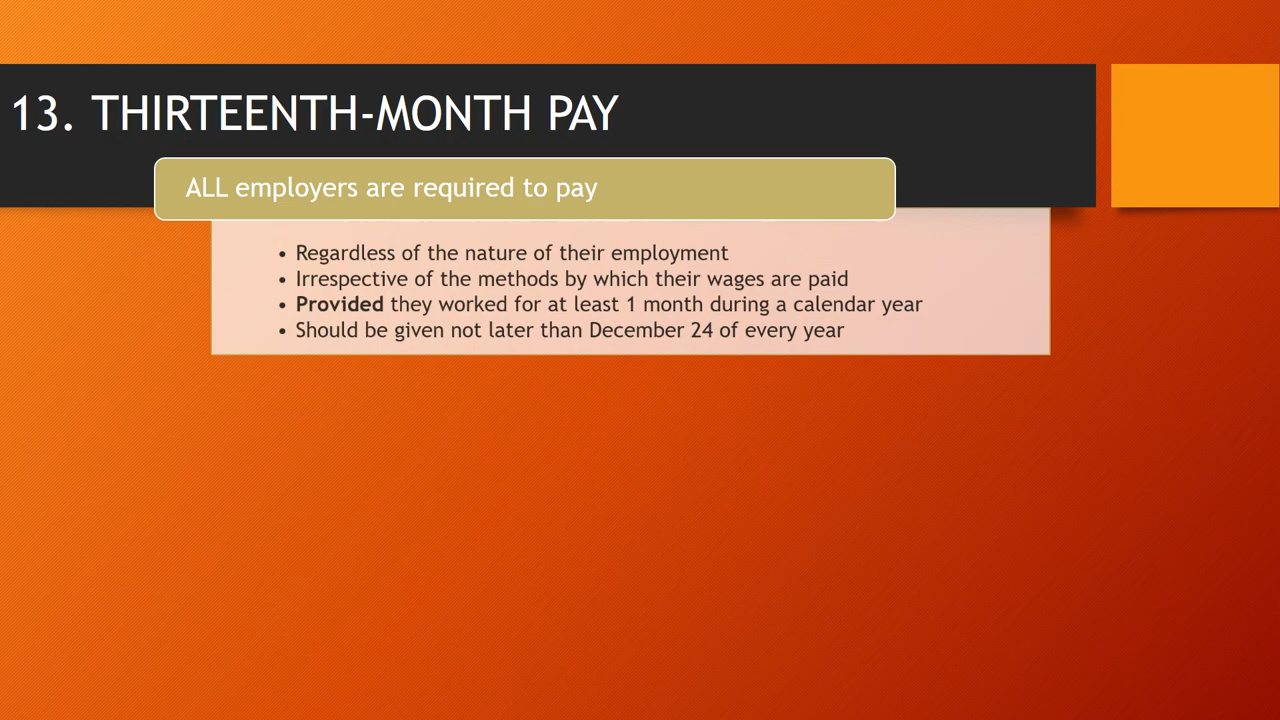 13. THIRTEENTH-MONTH PAY
ALL employers are required to pay
• Regardless of the nature of their employment
• Irrespective of the methods by which their wages are paid
• Provided they worked for at least 1 month during a calendar year
• Should be given not later than December 24 of every year